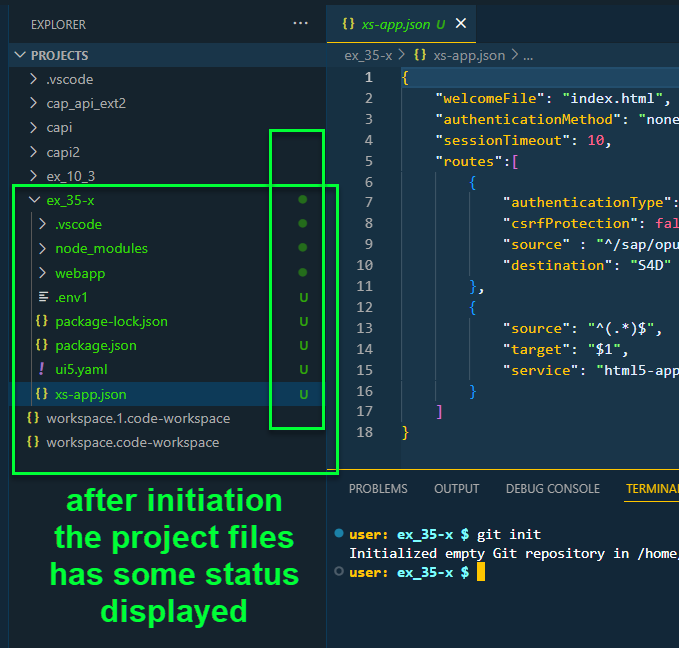 EXPLORER ...
PROJECTS
.vscode
cap_api_ext2
capi
capi2
ex_10_3
ex_35-x
.vscode
node_modules
webapp
.env1 U
{} package-lock.json U
{} package.json U
! ui5.yaml U
{} xs-app.json U
{} workspace.1.code-workspace
{} workspace.code-workspace
after initiation
the project files
has some status
displayed
{} xs-app.json U ×
ex_35-x > {} xs-app.json > ...
1 {
2 "welcomeFile": "index.html",
3 "authenticationMethod": "none
4 "sessionTimeout": 10,
5 "routes":[
6 {
7 "authenticationType":
8 "csrfProtection": fal
9 "source" : "^/sap/opu
10 "destination": "S4D"
11 },
12 {
13 "source": "^(.*)$",
14 "target": "$1",
15 "service": "html5-app
16 }
17 ]
18 }
PROBLEMS OUTPUT DEBUG CONSOLE TERMINA
user: ex_35-x $ git init
Initialized empty Git repository in /home/
user: ex_35-x $